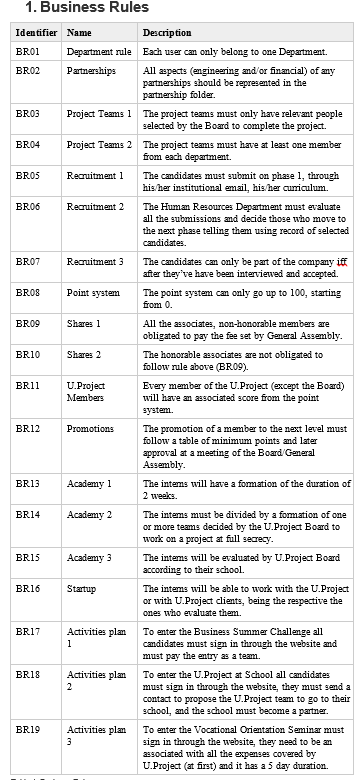 1. Business Rules
Identifier Name Description
BR01 Department rule Each user can only belong to one Department.
BR02 Partnerships All aspects (engineering and/or financial) of any
partnerships should be represented in the
partnership folder.
BR03 Project Teams 1 The project teams must only have relevant people
selected by the Board to complete the project.
BR04 Project Teams 2 The project teams must have at least one member
from each department.
BR05 Recruitment 1 The candidates must submit on phase 1, through
his/her institutional email, his/her curriculum.
BR06 Recruitment 2 The Human Resources Department must evaluate
all the submissions and decide those who move to
the next phase telling them using record of selected
candidates.
BR07 Recruitment 3 The candidates can only be part of the company iff
after they've have been interviewed and accepted.
BR08 Point system The point system can only go up to 100, starting
from 0.
BR09 Shares 1 All the associates, non-honorable members are
obligated to pay the fee set by General Assembly.
BR10 Shares 2 The honorable associates are not obligated to
follow rule above (BR09).
BR11 U.Project Every member of the U.Project (except the Board)
Members will have an associated score from the point
system.
BR12 Promotions The promotion of a member to the next level must
follow a table of minimum points and later
approval at a meeting of the Board/General
Assembly.
BR13 Academy 1 The interns will have a formation of the duration of
2 weeks.
BR14 Academy 2 The interns must be divided by a formation of one
or more teams decided by the U.Project Board to
work on a project at full secrecy.
BR15 Academy 3 The interns will be evaluated by U.Project Board
according to their school.
BR16 Startup The interns will be able to work with the U.Project
or with U.Project clients, being the respective the
ones who evaluate them.
BR17 Activities plan To enter the Business Summer Challenge all
1 candidates must sign in through the website and
must pay the entry as a team.
BR18 Activities plan To enter the U.Project at School all candidates
2 must sign in through the website, they must send a
contact to propose the U.Project team to go to their
school, and the school must become a partner.
BR19 Activities plan To enter the Vocational Orientation Seminar must
3 sign in through the website, they need to be an
associated with all the expenses covered by
U.Project (at first) and it has a 5 day duration.